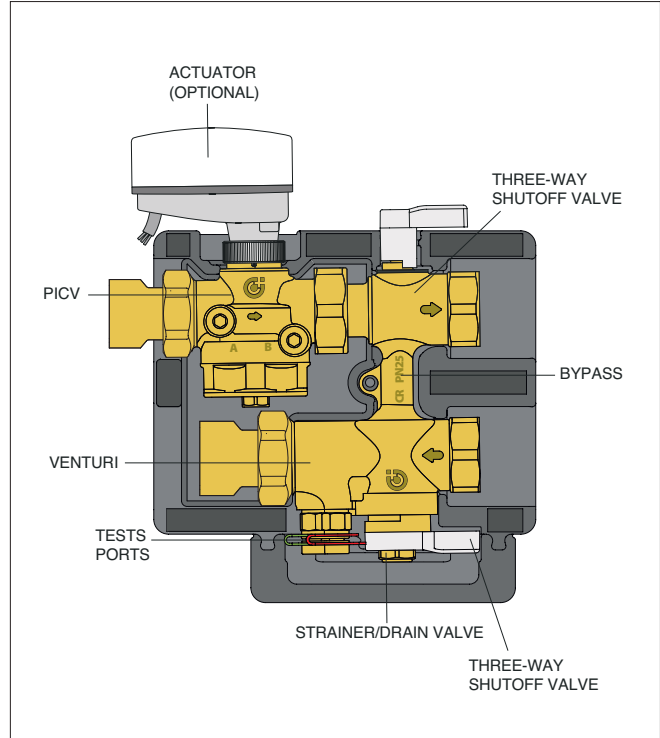 ACTUATOR
(OPTIONAL)
THREE-WAY
SHUTOFF VALVE
PICV
A B
CR PN25
BYPASS
VENTURI
TESTS
PORTS
STRAINER/DRAIN VALVE
THREE-WAY
SHUTOFF VALVE